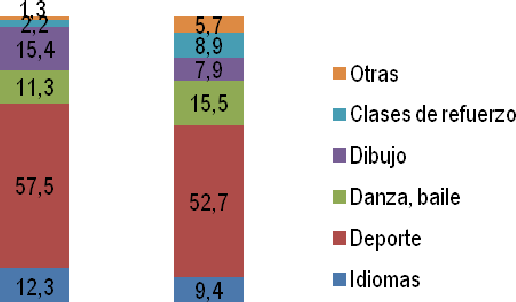 1,3
2,2
15,4
11,3
57,5
12,3
5,7
8,9
7,9
15,5
52,7
9,4
Otras
Clases de refuerzo
Dibujo
Danza, baile
Deporte
Idiomas